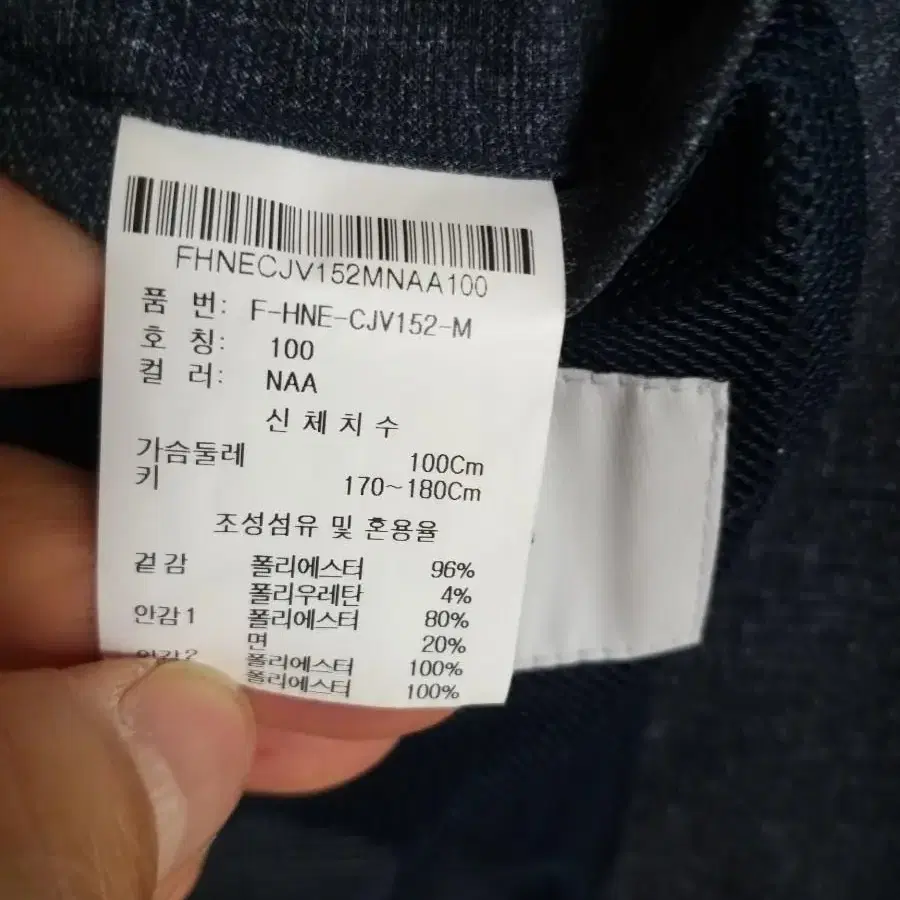 FHNECJV152MNAA100
품 번: F-HNE-CJV152-M
호 칭: 100
컬 러: NAA
신 체 치 수
가슴둘레 100Cm
키 170~180Cm
조성섬유 및 혼용율
겉 감 폴리에스터 96%
폴리우레탄 4%
안감1 폴리에스터 80%
면 20%
안감2 폴리에스터 100%
폴리에스터 100%